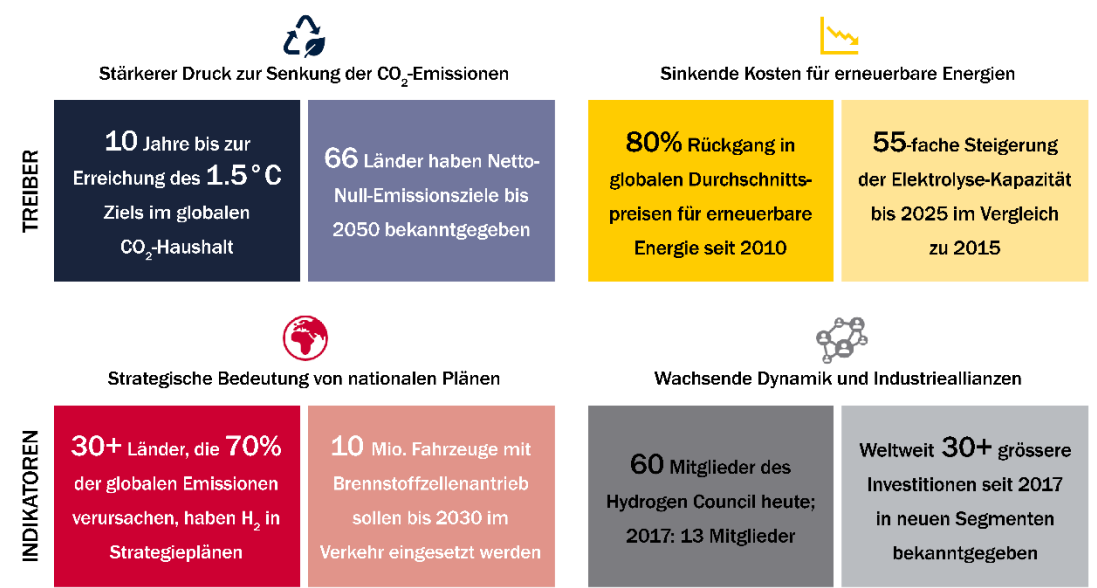 Stärkerer Druck zur Senkung der CO₂-Emissionen
Sinkende Kosten für erneuerbare Energien
TREIBER
10 Jahre bis zur
Erreichung des 1.5°C
Ziels im globalen
CO₂-Haushalt
66 Länder haben Netto-
Null-Emissionsziele bis
2050 bekanntgegeben
80% Rückgang in
globalen Durchschnitts-
preisen für erneuerbare
Energie seit 2010
55-fache Steigerung
der Elektrolyse-Kapazität
bis 2025 im Vergleich
zu 2015
Strategische Bedeutung von nationalen Plänen
Wachsende Dynamik und Industrieallianzen
INDIKATOREN
30+ Länder, die 70%
der globalen Emissionen
verursachen, haben H₂ in
Strategieplänen
10 Mio. Fahrzeuge mit
Brennstoffzellenantrieb
sollen bis 2030 im
Verkehr eingesetzt werden
60 Mitglieder des
Hydrogen Council heute;
2017: 13 Mitglieder
Weltweit 30+ grössere
Investitionen seit 2017
in neuen Segmenten
bekanntgegeben